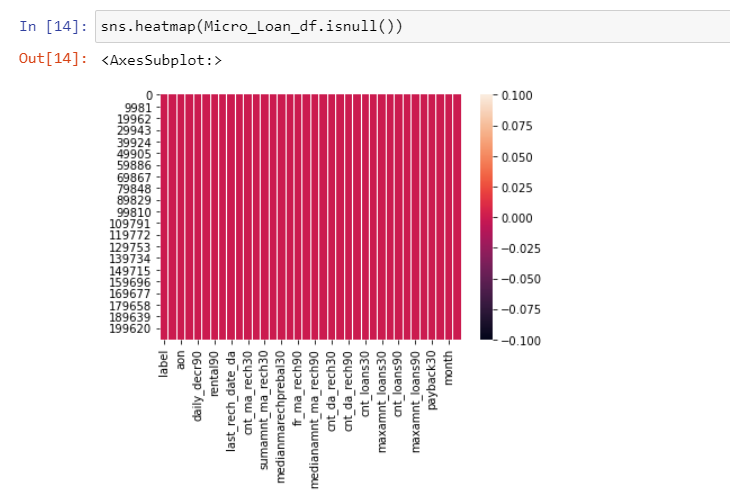 In [14]: sns.heatmap(Micro_Loan_df.isnull())
Out[14]: <AxesSubplot:>
0
9981
19962
29943
39924
49905
59886
69867
79848
89829
99810
109791
119772
129753
139734
149715
159696
169677
179658
189639
199620
0.100
0.075
0.050
0.025
0.000
−0.025
−0.050
−0.075
−0.100
label
aon
daily_decr90
rental90
last_rech_date_da
cnt_ma_rech30
sumamnt_ma_rech30
medianmarechprebal30
fr_ma_rech90
medianamnt_ma_rech90
cnt_da_rech30
cnt_da_rech90
cnt_loans30
maxamnt_loans30
cnt_loans90
maxamnt_loans90
payback30
month